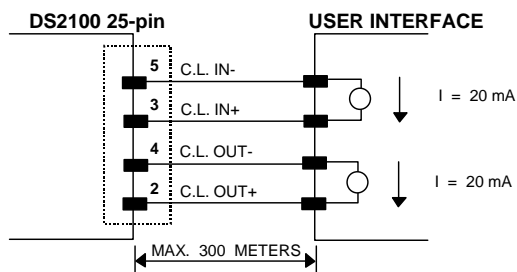 DS2100 25-pin USER INTERFACE
5 C.L. IN-
3 C.L. IN+
I = 20 mA
4 C.L. OUT-
2 C.L. OUT+
I = 20 mA
MAX. 300 METERS